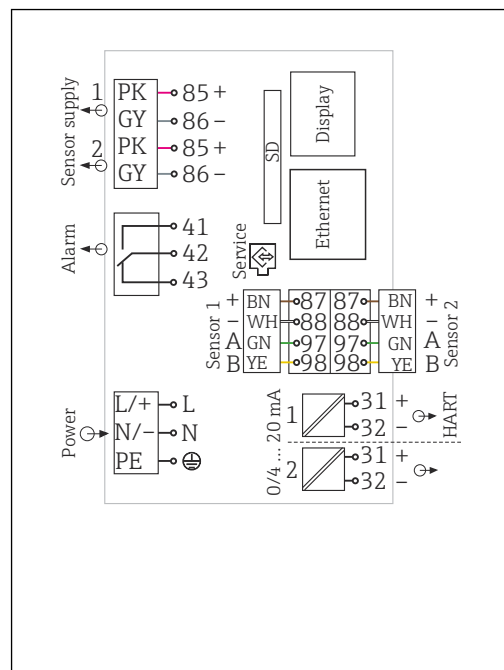 Sensor supply
1 PK 85 +
GY 86 -
2 PK 85 +
GY 86 -
Display
SD
Ethernet
Alarm
41
42
43
Service
Sensor 1
+ BN 87 87 BN +
- WH 88 88 WH -
A GN 97 97 GN A
B YE 98 98 YE B
Sensor 2
Power
L/+ L
N/- N
PE
0/4 ... 20 mA
1 31 +
32 -
HART
2 31 +
32 -